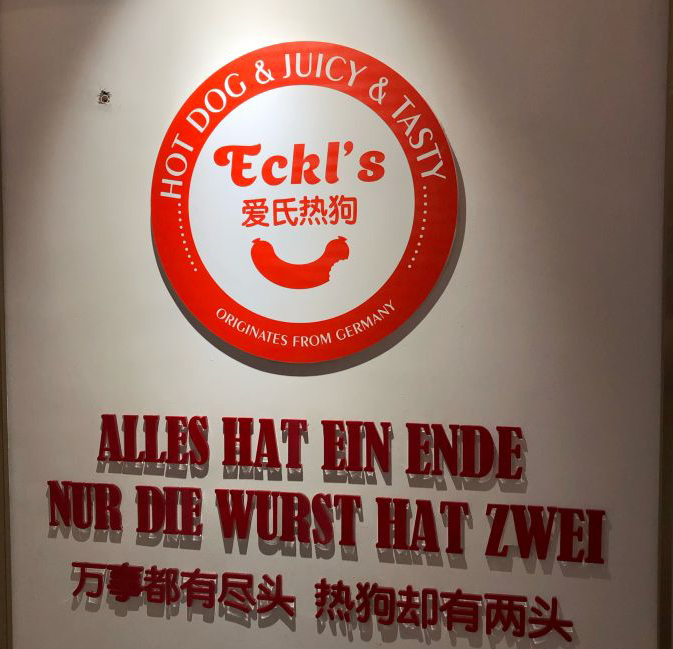 HOT DOG & JUICY & TASTY
Eckl's
爱氏热狗
ORIGINATES FROM GERMANY
ALLES HAT EIN ENDE
NUR DIE WURST HAT ZWEI
万事都有尽头 热狗却有两头